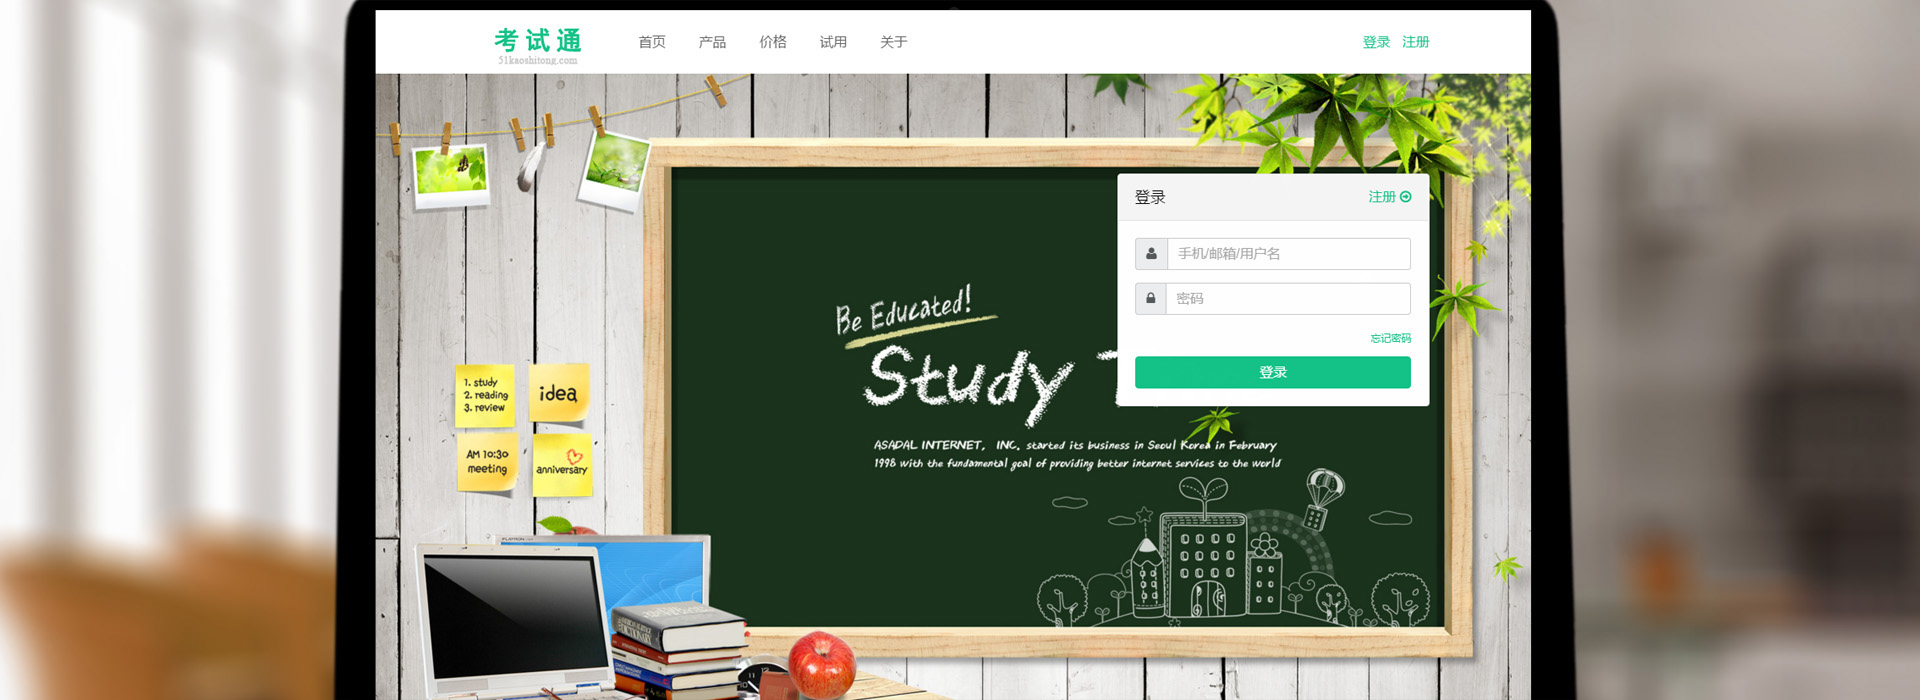 考试通
51kaoshitong.com
首页 产品 价格 试用 关于
登录 注册
登录 注册
手机/邮箱/用户名
密码
忘记密码
登录
Be Educated!
Study
ASADAL INTERNET, INC. started its business in Seoul Korea in February
1998 with the fundamental goal of providing better internet services to the world
1. study
2. reading
3. review
idea
AM 10:30
meeting
anniversary